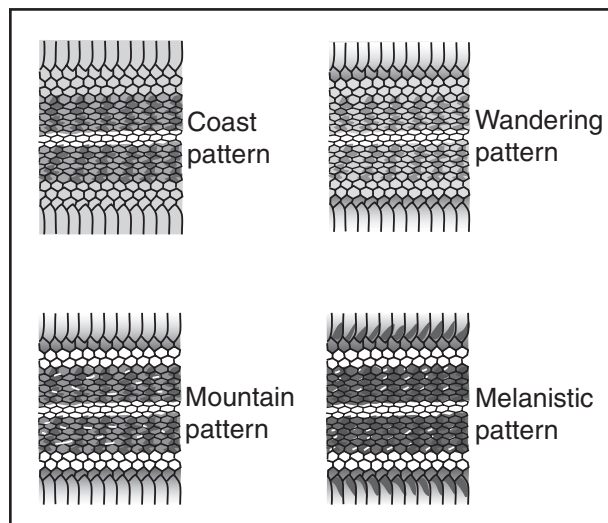 Coast
pattern
Wandering
pattern
Mountain
pattern
Melanistic
pattern